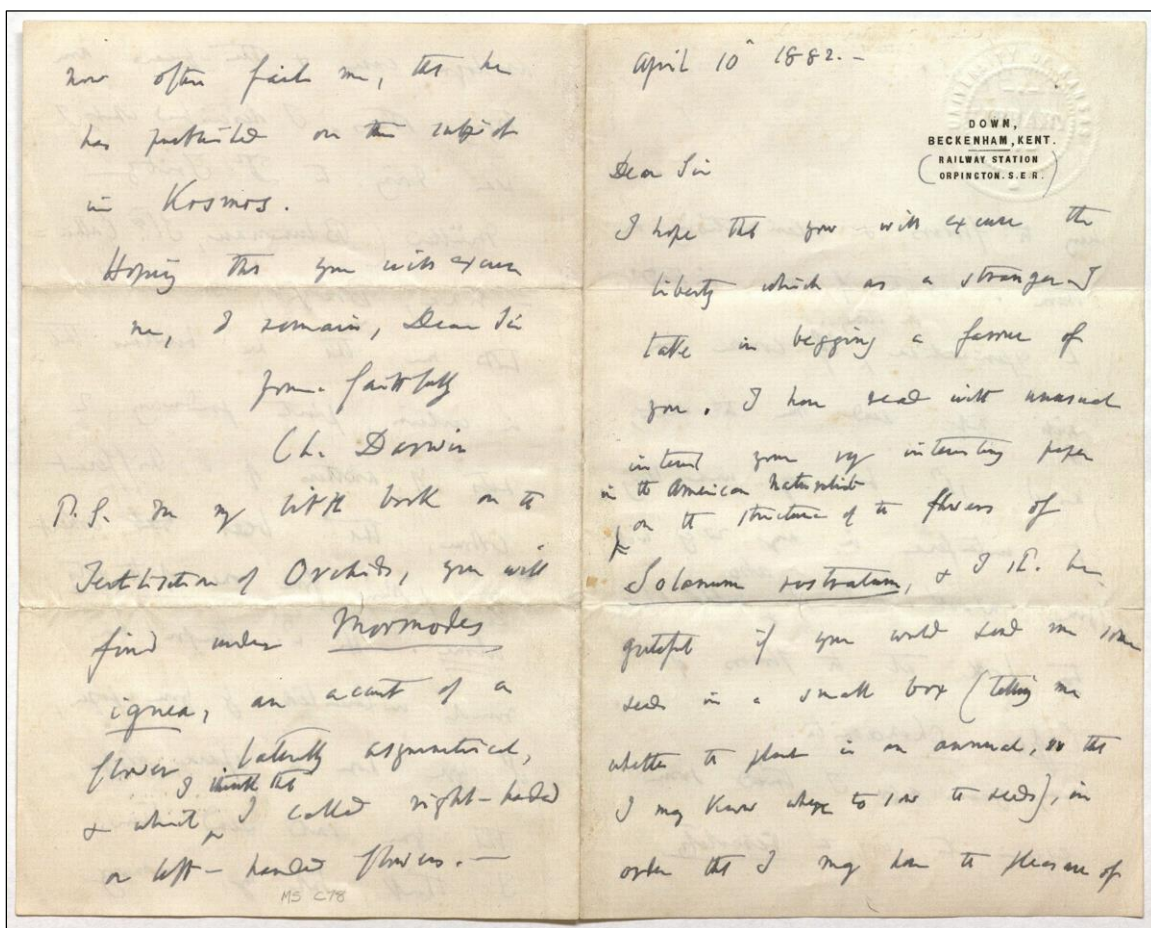 April 10th 1882.—
DOWN,
BECKENHAM, KENT.
(RAILWAY STATION
ORPINGTON. S.E.R.)
Dear Sir
I hope that you will excuse the
liberty which as a stranger I
take in begging a favour of
you. I have read with unusual
interest your very interesting paper
in the American Naturalist
on the structure of the flowers of
Solanum rostratum, & I shd. be
grateful if you would send me some
seeds in a small box (telling me
whether the plant is an annual, so that
I may know when to sow the seeds), in
order that I may have the pleasure of
now often fails me, that he
has published on this subject
in Kosmos.
Hoping that you will excuse
me, I remain, Dear Sir
Yours faithfully
Ch. Darwin
P.S. In my little book on the
Fertilisation of Orchids, you will
find under Mormodes
ignea, an account of a
flower laterally asymmetrical,
I think that
& which I called right-handed
or left-handed flowers.—
MS C78